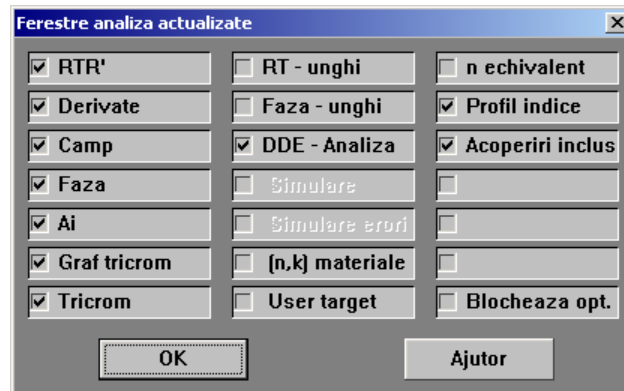 Ferestre analiza actualizate
RTR' RT - unghi n echivalent
Derivate Faza - unghi Profil indice
Camp DDE - Analiza Acoperiri inclus
Faza Simulare
Ai Simulare erori
Graf tricrom (n,k) materiale
Tricrom User target Blocheaza opt.
OK Ajutor